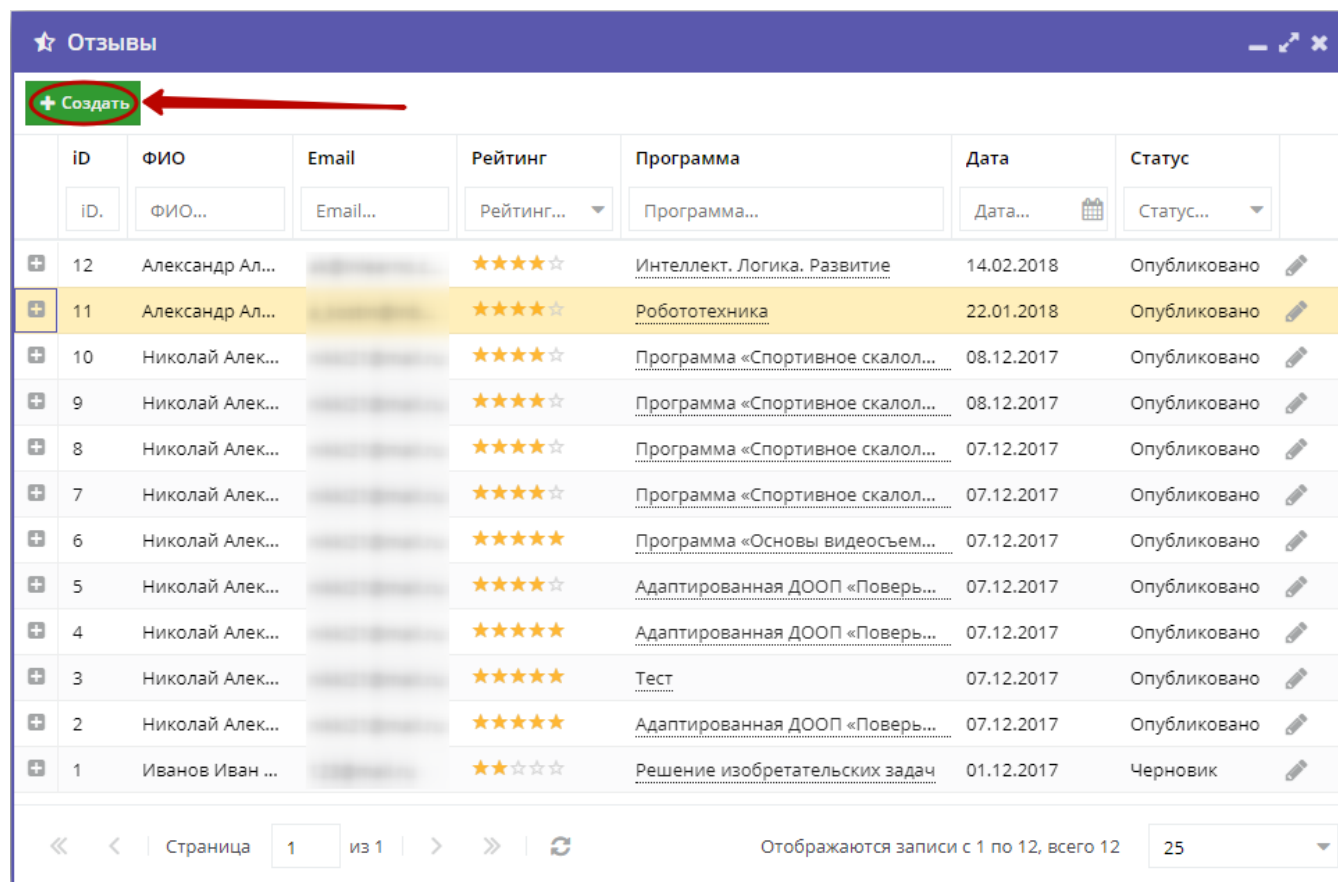 Отзывы
Создать
iD ФИО Email Рейтинг Программа Дата Статус
iD. ФИО... Email... Рейтинг... Программа... Дата... Статус...
12 Александр Ал... Интеллект. Логика. Развитие 14.02.2018 Опубликовано
11 Александр Ал... Робототехника 22.01.2018 Опубликовано
10 Николай Алек... Программа «Спортивное скалол... 08.12.2017 Опубликовано
9 Николай Алек... Программа «Спортивное скалол... 08.12.2017 Опубликовано
8 Николай Алек... Программа «Спортивное скалол... 07.12.2017 Опубликовано
7 Николай Алек... Программа «Спортивное скалол... 07.12.2017 Опубликовано
6 Николай Алек... Программа «Основы видеосъем... 07.12.2017 Опубликовано
5 Николай Алек... Адаптированная ДООП «Поверь... 07.12.2017 Опубликовано
4 Николай Алек... Адаптированная ДООП «Поверь... 07.12.2017 Опубликовано
3 Николай Алек... Тест 07.12.2017 Опубликовано
2 Николай Алек... Адаптированная ДООП «Поверь... 07.12.2017 Опубликовано
1 Иванов Иван ... Решение изобретательских задач 01.12.2017 Черновик
Страница 1 из 1 Отображаются записи с 1 по 12, всего 12 25